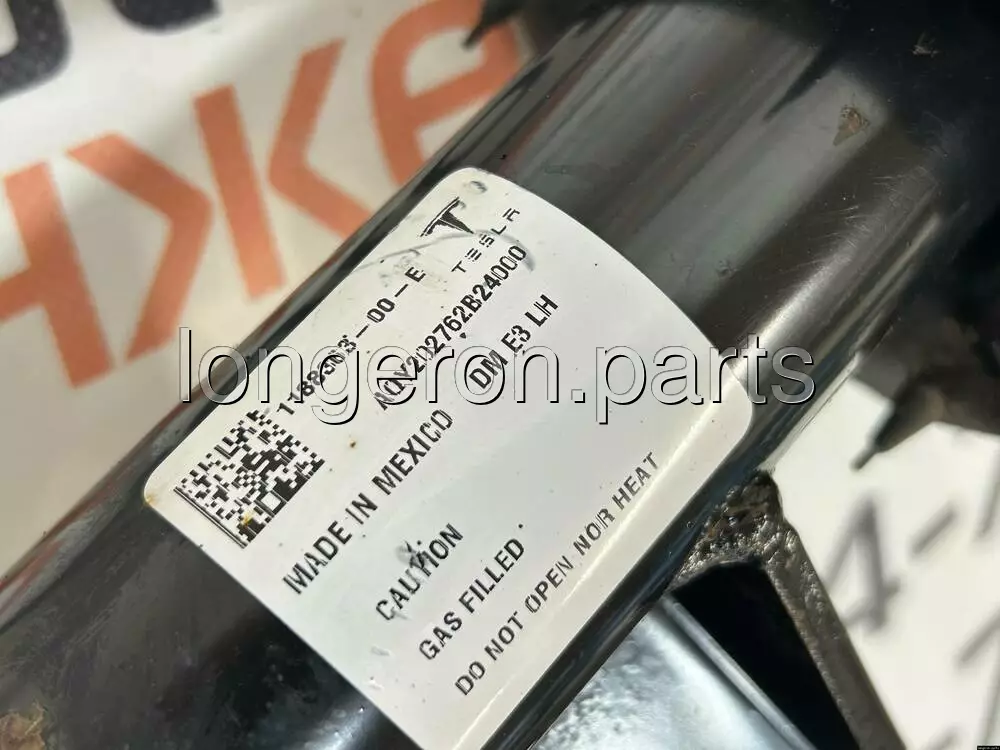 TESLA
1188363-00-E
NQV202762B24000
DM E3 LH
MADE IN MEXICO
CAUTION
GAS FILLED
DO NOT OPEN NOR HEAT
longeron.parts